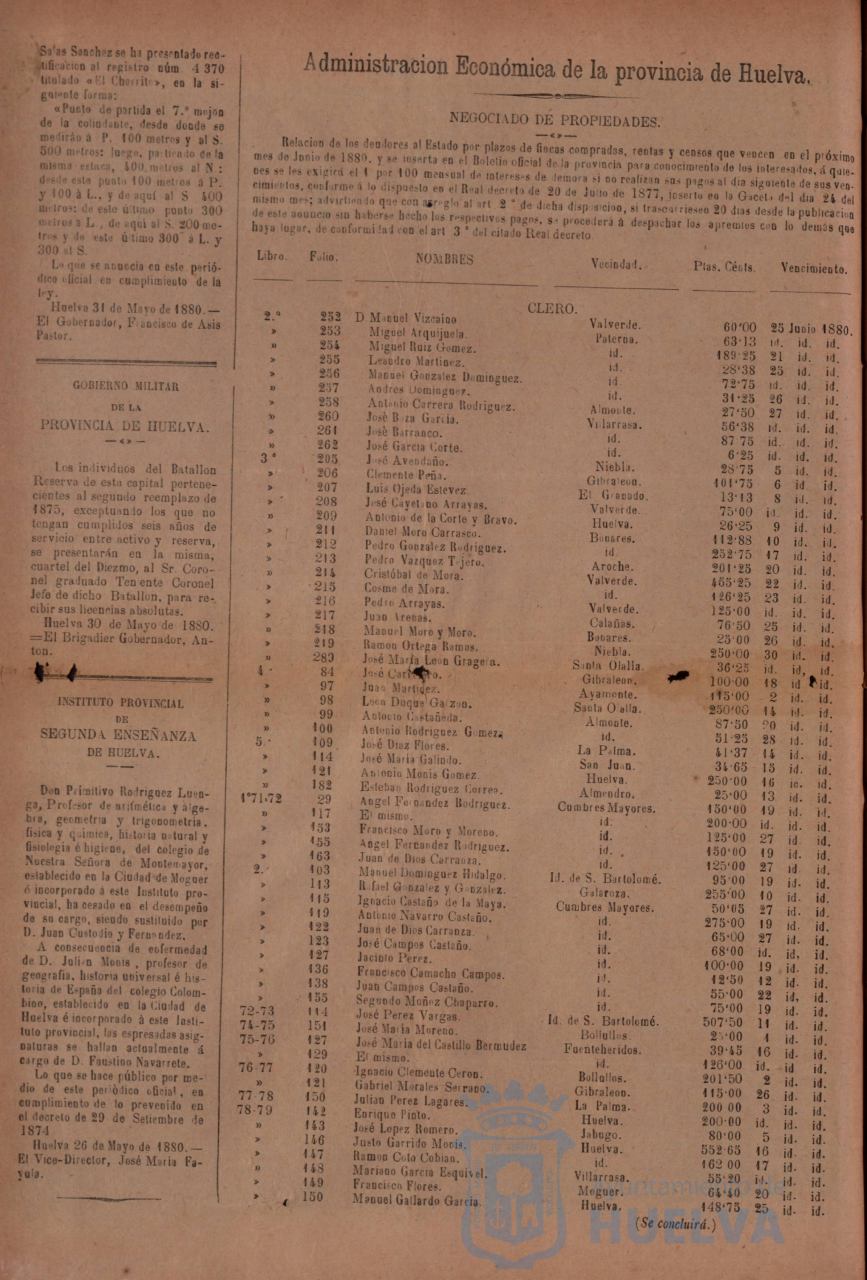 Salas Sanchez se ha presentado rec-
tificacion al registro núm. 4 370
titulado «El Chorrito», en la si-
guiente forma:
«Punto de partida el 7.º mojon
de la colindante, desde donde se
medirán á P. 100 metros y al S.
500 metros: luego, partiendo de la
misma estaca, 400 metros al N:
desde este punto 100 metros á P.
y 100 á L., y de aquí al S 400
metros; de este último punto 300
metros á L, de aquí al S. 200 me-
tros y de este último 300 á L. y
300 al S.
Lo que se anuncia en este perió-
dico oficial en cumplimiento de la
ley.
Huelva 31 de Mayo de 1880.—
El Gobernador, Francisco de Asis
Pastor.
GOBIERNO MILITAR
DE LA
PROVINCIA DE HUELVA.
Los individuos del Batallon
Reserva de esta capital pertene-
cientes al segundo reemplazo de
1875, exceptuando los que no
tengan cumplidos seis años de
servicio entre activo y reserva,
se presentarán en la misma,
cuartel del Diezmo, al Sr. Coro-
nel graduado Teniente Coronel
Jefe de dicho Batallon, para re-
cibir sus licencias absolutas.
Huelva 30 de Mayo de 1880.
=El Brigadier Gobernador, An-
ton.
INSTITUTO PROVINCIAL
DE
SEGUNDA ENSEÑANZA
DE HUELVA.
Don Primitivo Rodriguez Luen-
ga, Profesor de aritmética y álge-
bra, geometria y trigonometría,
física y quimica, historia natural y
fisiologia é higiene, del colegio de
Nuestra Señora de Montemayor,
establecido en la Ciudad de Moguer
é incorporado á este Instituto pro-
vincial, ha cesado en el desempeño
de su cargo, siendo sustituido por
D. Juan Custodio y Fernandez.
A consecuencia de enfermedad
de D. Julian Monis, profesor de
geografia, historia universal é his-
toria de España del colegio Colom-
bino, establecido en la Ciudad de
Huelva é incorporado á este Insti-
tuto provincial, las espresadas asig-
naturas se hallan actualmente á
cargo de D. Faustino Navarrete.
Lo que se hace público por me-
dio de este periódico oficial, en
cumplimiento de lo prevenido en
el decreto de 29 de Setiembre de
1874
Huelva 26 de Mayo de 1880.—
El Vice-Director, José Maria Fa-
yula.
Administracion Económica de la provincia de Huelva.
NEGOCIADO DE PROPIEDADES.
Relacion de los deudores al Estado por plazos de fincas compradas, rentas y censos que vencen en el próximo
mes de Junio de 1880, y se inserta en el Boletin oficial de la provincia para conocimiento de los interesados, á quie-
nes se les exigirá el 1 por 100 mensual de intereses de demora si no realizan sus pagos al dia siguiente de sus ven-
cimientos, conforme á lo dispuesto en el Real decreto de 20 de Julio de 1877, inserto en la Gaceta del dia 24 del
mismo mes; advirtiendo que con arreglo al art 2º de dicha disposicion, si trascurriesen 20 dias desde la publicacion
de este anuncio sin haberse hecho los respectivos pagos, se procederá á despachar los apremios con lo demás que
haya lugar, de conformidad con el art 3º del citado Real decreto.
Libro. Folio. NOMBRES Vecindad. Ptas. Cénts. Vencimiento.
CLERO.
2.º 252 D Manuel Vizcaino Valverde. 60'00 25 Junio 1880.
» 253 Miguel Arquijuela. Paterna. 63'13 id. id. id.
» 254 Miguel Ruiz Gomez. id. 189'25 21 id. id.
» 255 Leandro Martinez. id. 28'38 25 id. id.
» 256 Manuel Gonzalez Dominguez. id 72'75 id. id. id.
» 257 Andres Dominguez. id. 31'25 26 id. id.
» 258 Antonio Carrera Rodriguez. Almonte. 27'50 27 id. id.
» 260 José Baza Garcia. Villarrasa. 56'38 id. id. id.
» 261 José Barranco. id. 87 75 id. id. id.
» 262 José Garcia Corte. id. 6'25 id. id. id.
3º 205 José Avendaño. Niebla. 28'75 5 id. id.
» 206 Clemente Peña. Gibraleon. 101'75 6 id. id.
» 207 Luis Ojeda Estevez El Granado. 13'13 8 id. id.
» 208 José Cayetano Arrayas. Valverde. 75'00 id. id. id.
» 209 Antonio de la Corte y Bravo. Huelva. 26'25 9 id. id.
» 211 Daniel Moro Carrasco. Bonares. 112'88 10 id. id.
» 212 Pedro Gonzalez Rodriguez. id. 252'75 17 id. id.
» 213 Pedro Vazquez Tejero. Aroche. 201'25 20 id. id.
» 214 Cristóbal de Mora. Valverde. 465'25 22 id. id.
» 215 Cosme de Mora. id. 126'25 23 id. id.
» 216 Pedro Arrayas. Valverde. 125'00 id. id. id.
» 217 Juan Arenas. Calañas. 76'50 25 id. id.
» 218 Manuel Moro y Moro. Bonares. 25'00 26 id. id.
» 219 Ramon Ortega Ramos. Niebla. 250'00 30 id. id.
» 289 José María Leon Gragera. Santa Olalla. 36'25 id. id, id.
4.º 84 José Gibraleon. 100'00 18 id id.
» 97 Juan Martinez. Ayamonte. 115'00 2 id. id.
» 98 Leon Duque Garzon. Santa Olalla. 250'00 14 id. id.
» 99 Antonio Castañeda. Almonte. 87'50 20 id. id.
» 100 Antonio Rodriguez Gomeza id. 51'25 28 id. id.
5.º 109 José Diaz Flores. La Palma. 41'37 14 id. id.
» 114 José Maria Galindo. San Juan. 34'65 15 id. id.
» 121 Antonio Monis Gomez. Huelva. 250'00 16 id. id.
» 182 Esteban Rodriguez Correo. Almendro. 25'00 13 id. id.
1º71-72 29 Angel Fernandez Rodriguez. Cumbres Mayores. 150'00 19 id. id.
» 117 El mismo. id. 200'00 id. id. id.
» 153 Francisco Moro y Moreno. id. 125'00 27 id. id.
» 155 Angel Fernandez Rodriguez. id. 150'00 19 id. id.
» 163 Juan de Dios Carranza. id. 125'00 27 id. id.
2.º 103 Manuel Dominguez Hidalgo. Id. de S. Bartolomé. 95'00 19 id. id.
» 113 Rafael Gonzalez y Gonzalez. Galaroza. 255'00 10 id. id.
» 115 Ignacio Castaño de la Maya. Cumbres Mayores. 50'65 27 id. id.
» 119 Antonio Navarro Castaño. id. 275'00 19 id. id.
» 122 Juan de Dios Carranza. id. 65'00 27 id. id.
» 123 José Campos Castaño. id. 68'00 id. id. id.
» 127 Jacinto Perez. id. 100'00 19 id. id.
» 136 Francisco Camacho Campos. id. 12'50 12 id. id.
» 138 Juan Campos Castaño. id. 55'00 22 id, id.
» 155 Segundo Muñoz Chaparro. id. 75'00 19 id. id.
72-73 114 José Perez Vargas. Id. de S. Bartolomé. 507'50 11 id. id.
74-75 151 José Maria Moreno. Bollullos. 25'00 4 id. id.
75-76 127 José Maria del Castillo Bermudez Fuenteheridos. 39'45 16 id. id.
» 129 El mismo. id. 126'00 id. id id.
76-77 120 Ignacio Clemente Ceron. Bollullos. 201'50 2 id. id.
» 121 Gabriel Morales Serrano. Gibraleon. 115'00 26 id. id.
77-78 150 Julian Perez Lagares. La Palma. 200 00 3 id. id.
78-79 142 Enrique Pinto. Huelva. 200'00 id. id. id.
» 143 José Lopez Romero. Jabugo. 80'00 5 id. id.
» 146 Justo Garrido Monis. Huelva. 552'65 16 id. id.
» 147 Ramon Coto Cobian. id. 162 00 17 id. id.
» 148 Mariano Garcia Esquivel. Villarrasa. 55'20 id. id. id.
» 149 Francisco Flores. Moguer. 64'40 20 id. id.
» 150 Manuel Gallardo Garcia. Huelva. 148'75 25 id. id.
(Se concluirá.)
HUELVA